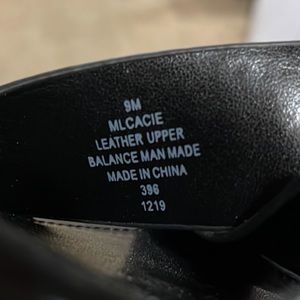 9M
MLCACIE
LEATHER UPPER
BALANCE MAN MADE
MADE IN CHINA
396
1219